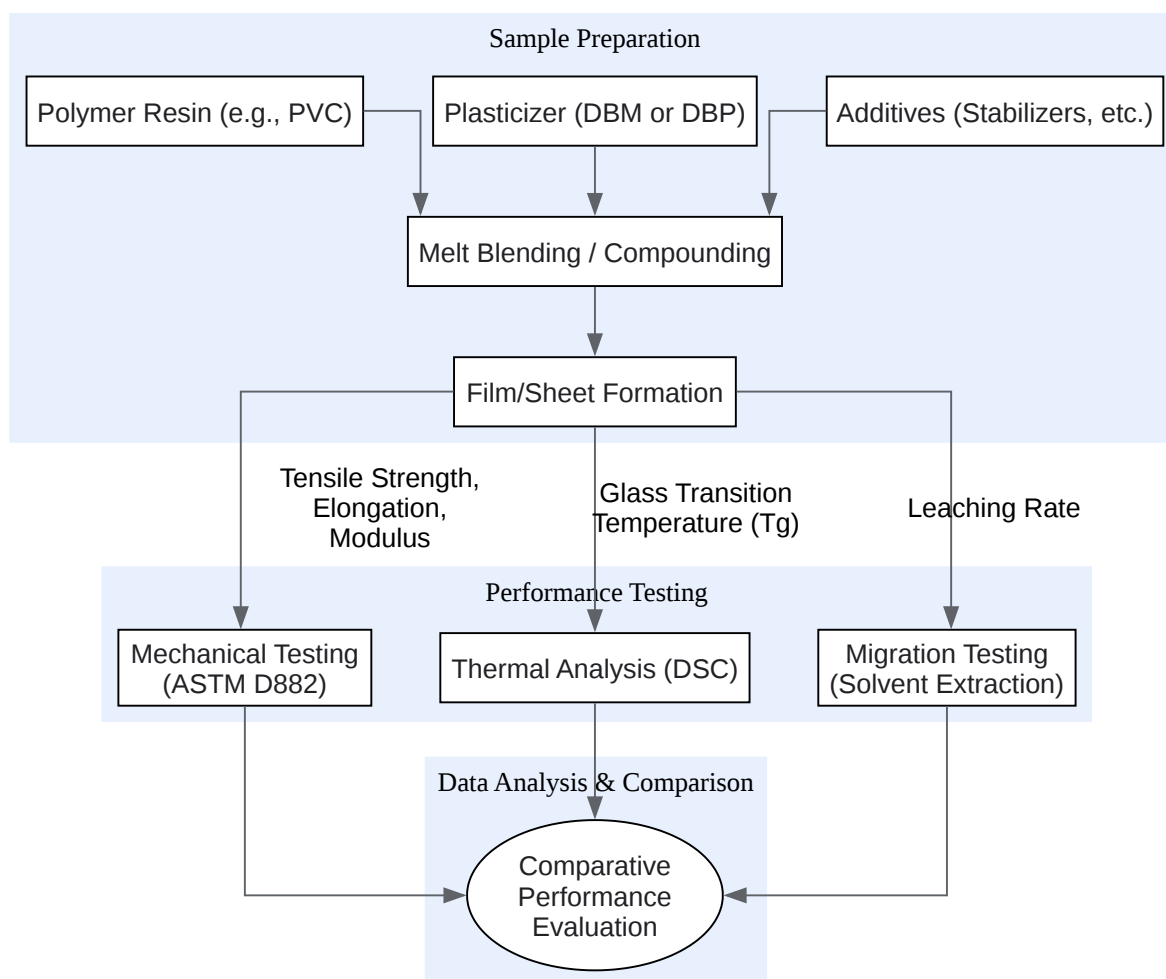 Sample Preparation
Polymer Resin (e.g., PVC)
Plasticizer (DBM or DBP)
Additives (Stabilizers, etc.)
Melt Blending / Compounding
Film/Sheet Formation
Tensile Strength,
Elongation,
Modulus
Glass Transition
Temperature (Tg)
Leaching Rate
Performance Testing
Mechanical Testing
(ASTM D882)
Thermal Analysis (DSC)
Migration Testing
(Solvent Extraction)
Data Analysis & Comparison
Comparative
Performance
Evaluation